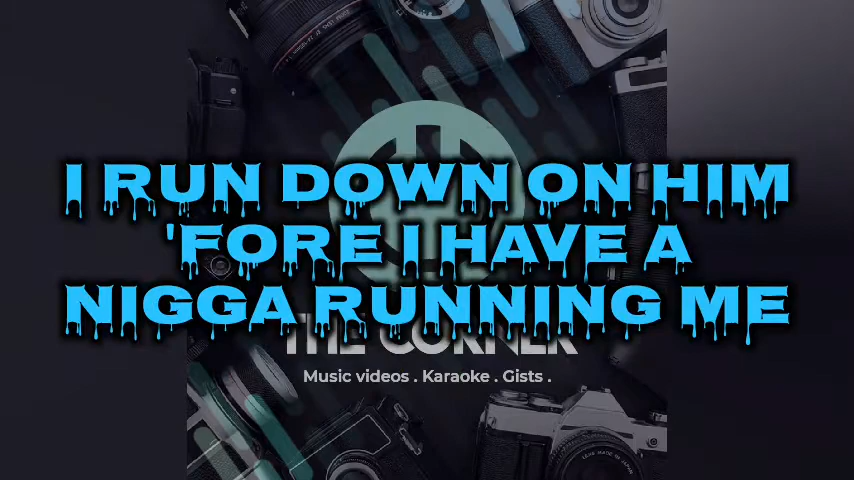 I RUN DOWN ON HIM
'FORE I HAVE A
NIGGA RUNNING ME
THE CORNER
Music videos . Karaoke . Gists .